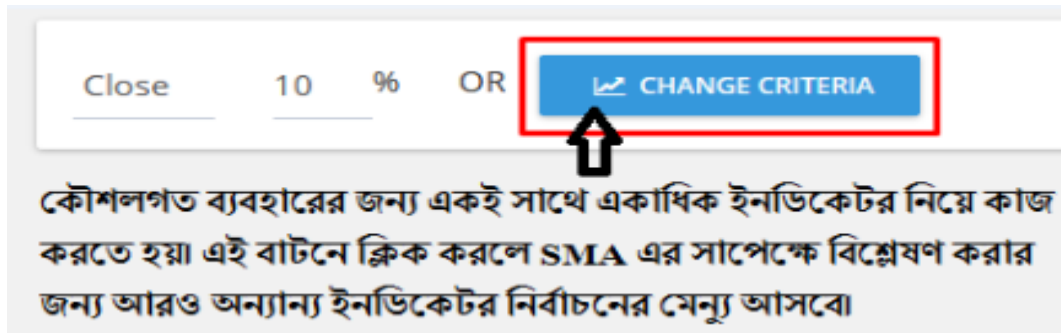 Close 10 % OR CHANGE CRITERIA
কৌশলগত ব্যবহারের জন্য একই সাথে একাধিক ইনডিকেটর নিয়ে কাজ
করতে হয়। এই বাটনে ক্লিক করলে SMA এর সাপেক্ষে বিশ্লেষণ করার
জন্য আরও অন্যান্য ইনডিকেটর নির্বাচনের মেন্যু আসবে।